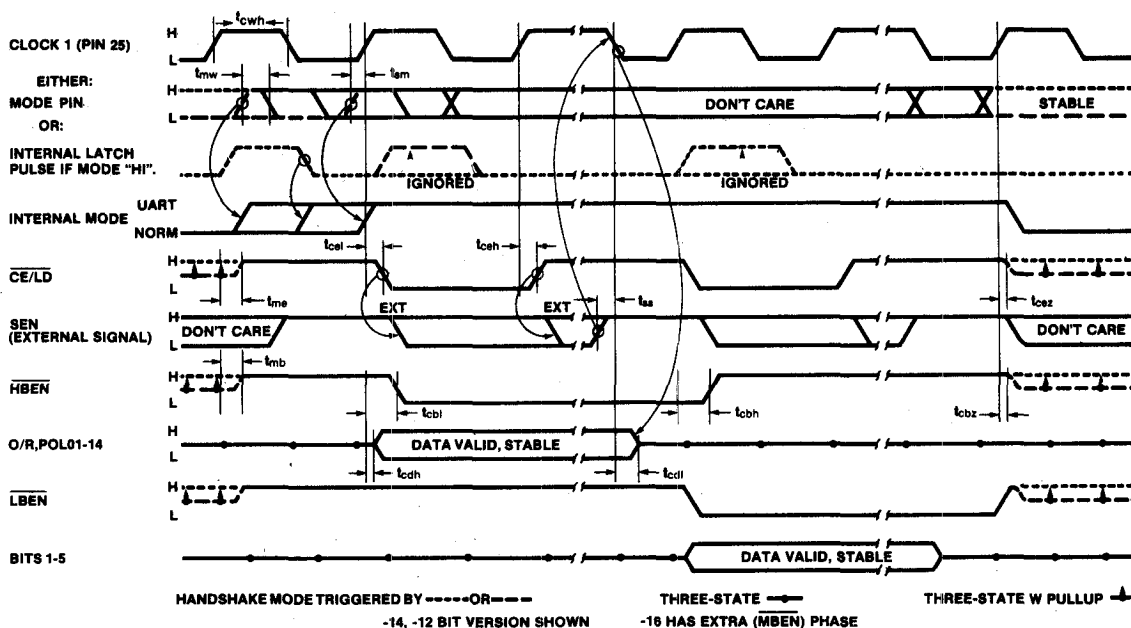 CLOCK 1 (PIN 25)
H
L
tcwh
EITHER:
MODE PIN
OR:
H
L
tmw
tsm
DON'T CARE
STABLE
INTERNAL LATCH
PULSE IF MODE "HI".
IGNORED
IGNORED
INTERNAL MODE
UART
NORM
CE/LD
H
L
tme
tcel
tceh
tcez
SEN
(EXTERNAL SIGNAL)
H
L
DON'T CARE
EXT
EXT
tss
DON'T CARE
HBEN
H
L
tmb
tcbl
tcbh
tcbz
O/R,POL01-14
H
L
DATA VALID, STABLE
tcdh
tcdl
LBEN
H
L
BITS 1-5
DATA VALID, STABLE
HANDSHAKE MODE TRIGGERED BY OR
THREE-STATE
THREE-STATE W PULLUP
-14, -12 BIT VERSION SHOWN
-16 HAS EXTRA (MBEN) PHASE